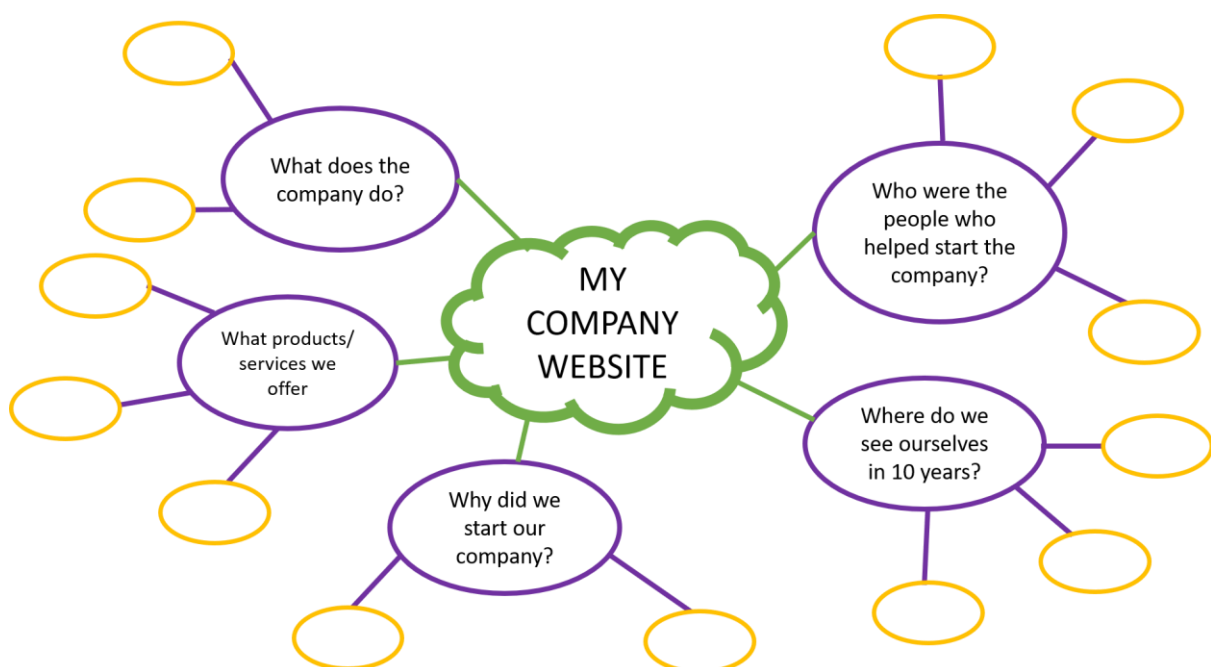 What does the
company do?
Who were the
people who
helped start the
company?
MY
COMPANY
WEBSITE
What products/
services we
offer
Where do we
see ourselves
in 10 years?
Why did we
start our
company?